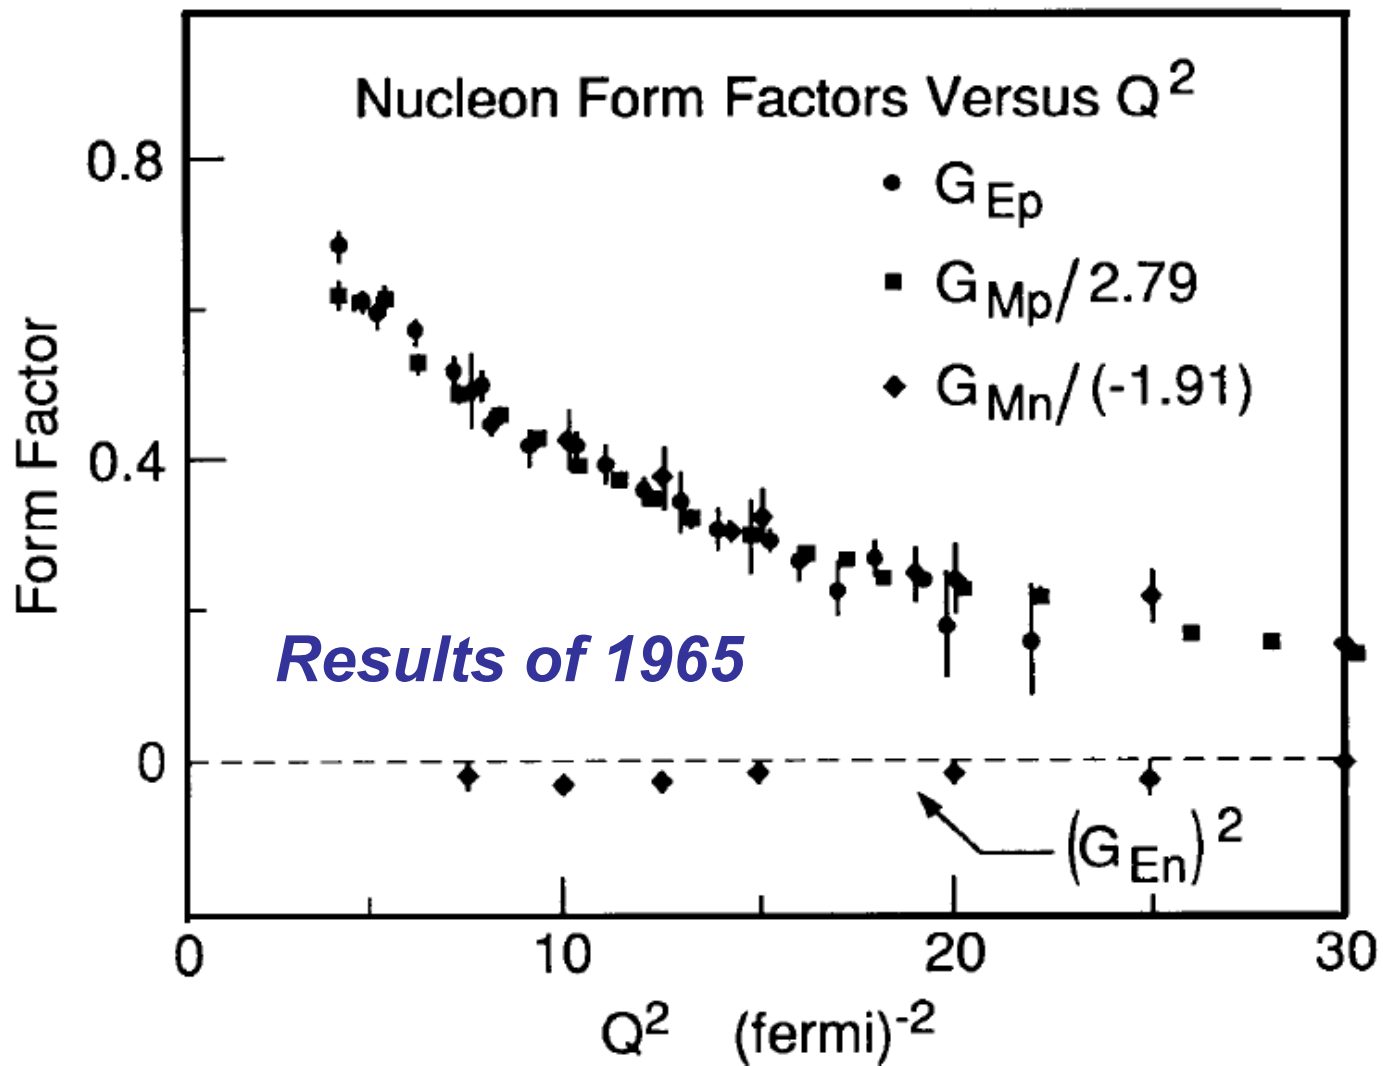 Nucleon Form Factors Versus Q²
0.8
G Ep
G Mp/2.79
G Mn/(-1.91)
Form Factor
0.4
Results of 1965
0
(G En)²
0
10
20
30
Q² (fermi)⁻²